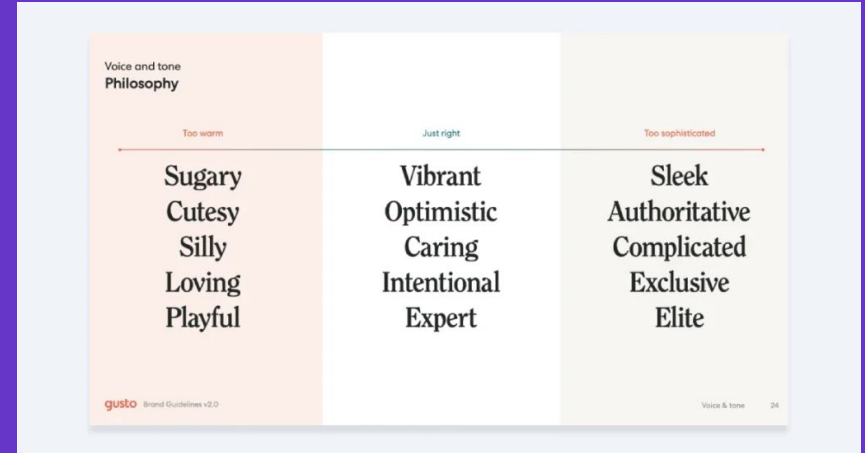 Voice and tone
Philosophy
Too warm
Just right
Too sophisticated
Sugary
Cutesy
Silly
Loving
Playful
Vibrant
Optimistic
Caring
Intentional
Expert
Sleek
Authoritative
Complicated
Exclusive
Elite
gusto Brand Guidelines v2.0
Voice & tone 24